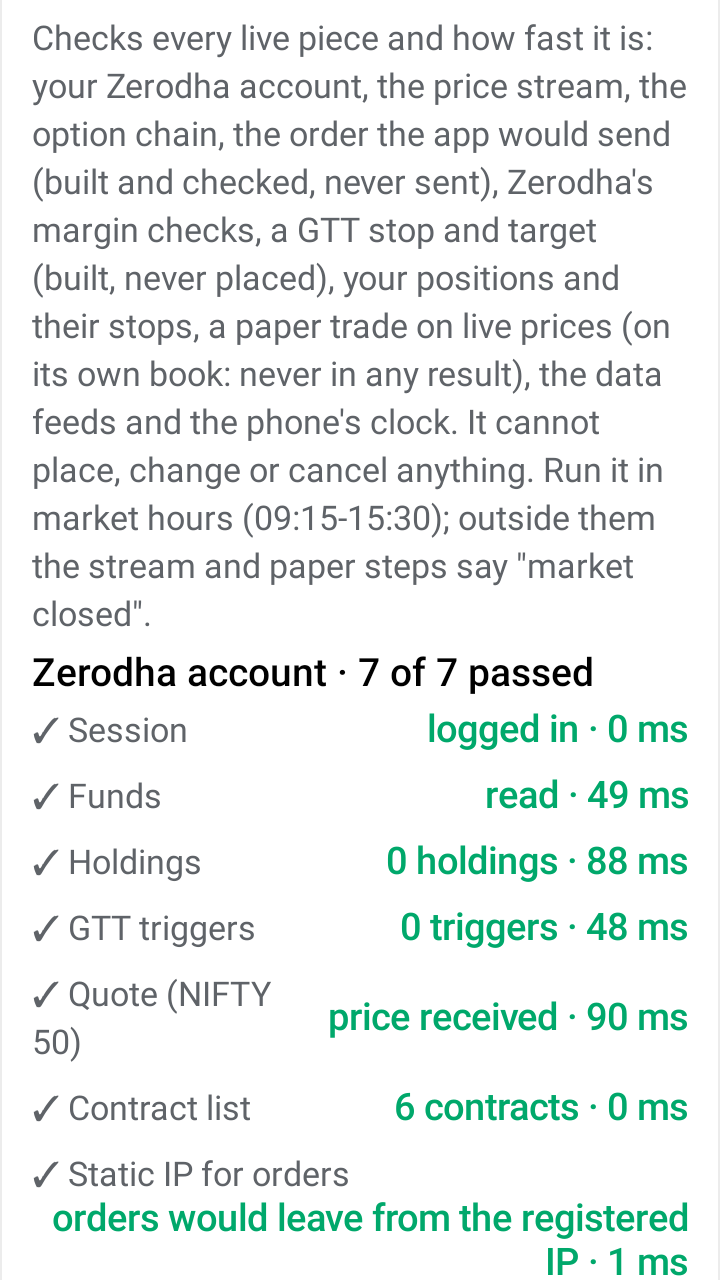 Checks every live piece and how fast it is:
your Zerodha account, the price stream, the
option chain, the order the app would send
(built and checked, never sent), Zerodha's
margin checks, a GTT stop and target
(built, never placed), your positions and
their stops, a paper trade on live prices (on
its own book: never in any result), the data
feeds and the phone's clock. It cannot
place, change or cancel anything. Run it in
market hours (09:15-15:30); outside them
the stream and paper steps say "market
closed".
Zerodha account · 7 of 7 passed
✓ Session logged in · 0 ms
✓ Funds read · 49 ms
✓ Holdings 0 holdings · 88 ms
✓ GTT triggers 0 triggers · 48 ms
✓ Quote (NIFTY
50) price received · 90 ms
✓ Contract list 6 contracts · 0 ms
✓ Static IP for orders
orders would leave from the registered
IP · 1 ms